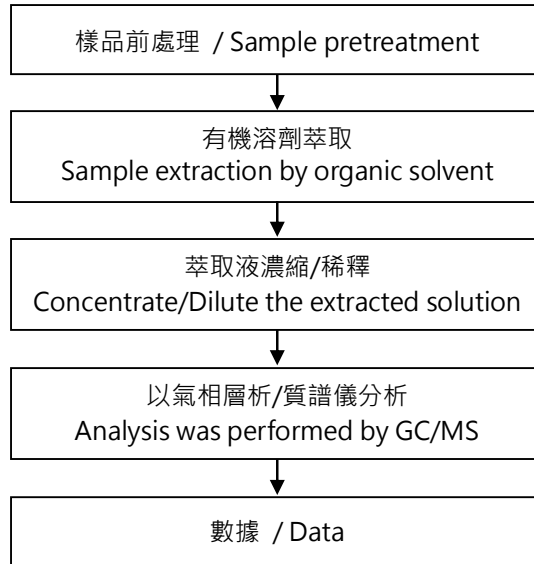 樣品前處理 / Sample pretreatment
有機溶劑萃取
Sample extraction by organic solvent
萃取液濃縮/稀釋
Concentrate/Dilute the extracted solution
以氣相層析/質譜儀分析
Analysis was performed by GC/MS
數據 / Data